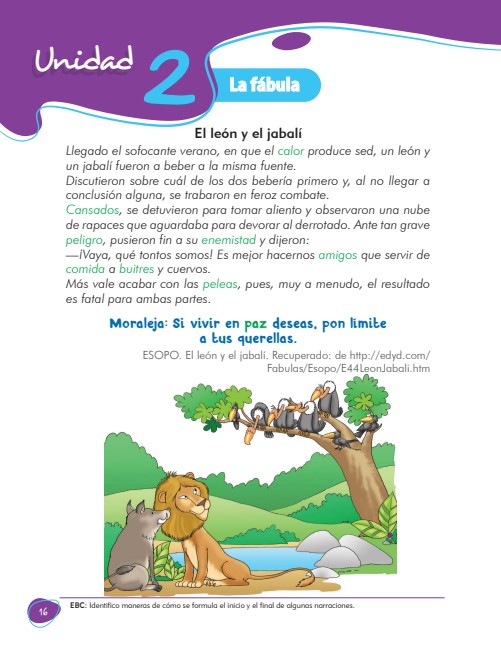 Unidad 2
La fábula
El león y el jabalí
Llegado el sofocante verano, en que el calor produce sed, un león y
un jabalí fueron a beber a la misma fuente.
Discutieron sobre cuál de los dos bebería primero y, al no llegar a
conclusión alguna, se trabaron en feroz combate.
Cansados, se detuvieron para tomar aliento y observaron una nube
de rapaces que aguardaba para devorar al derrotado. Ante tan grave
peligro, pusieron fin a su enemistad y dijeron:
—¡Vaya, qué tontos somos! Es mejor hacernos amigos que servir de
comida a buitres y cuervos.
Más vale acabar con las peleas, pues, muy a menudo, el resultado
es fatal para ambas partes.
Moraleja: Si vivir en paz deseas, pon límite
a tus querellas.
ESOPO. El león y el jabalí. Recuperado: de http://edyd.com/
Fabulas/Esopo/E44LeonJabali.htm
16
EBC: Identifico maneras de cómo se formula el inicio y el final de algunas narraciones.